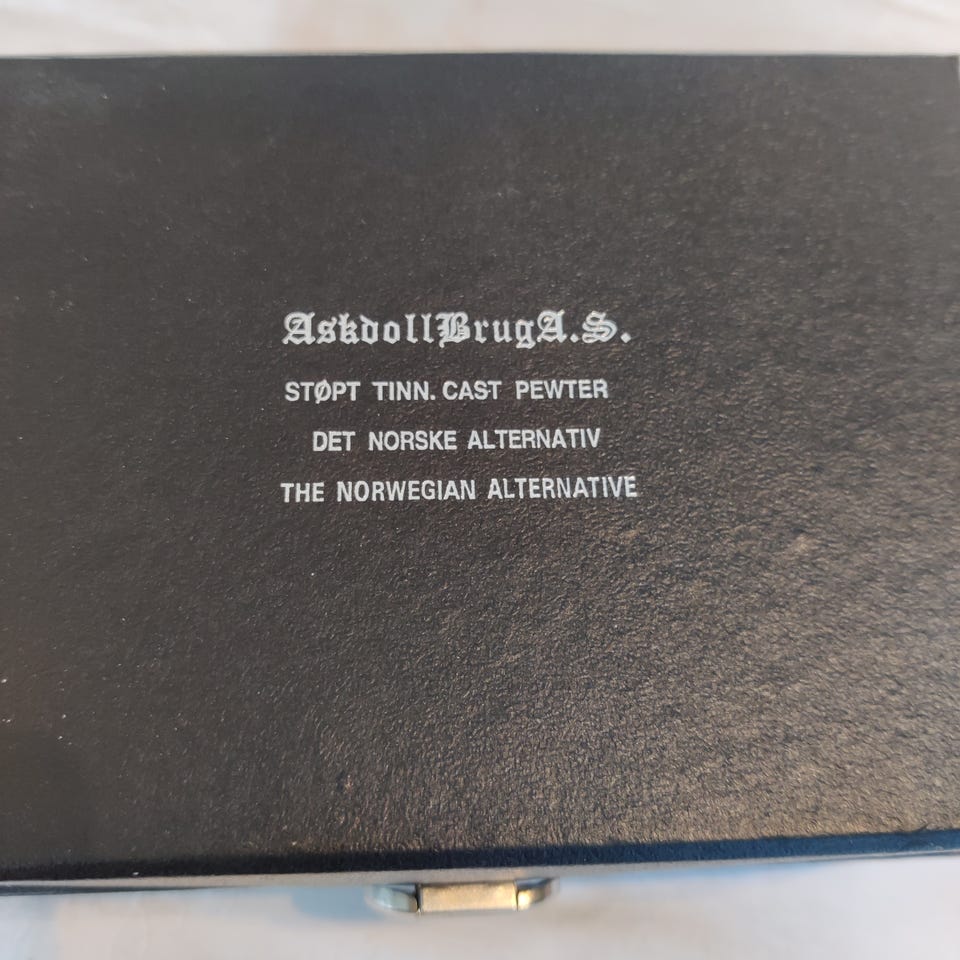 AskdollBrugA.S.
STØPT TINN. CAST PEWTER
DET NORSKE ALTERNATIV
THE NORWEGIAN ALTERNATIVE